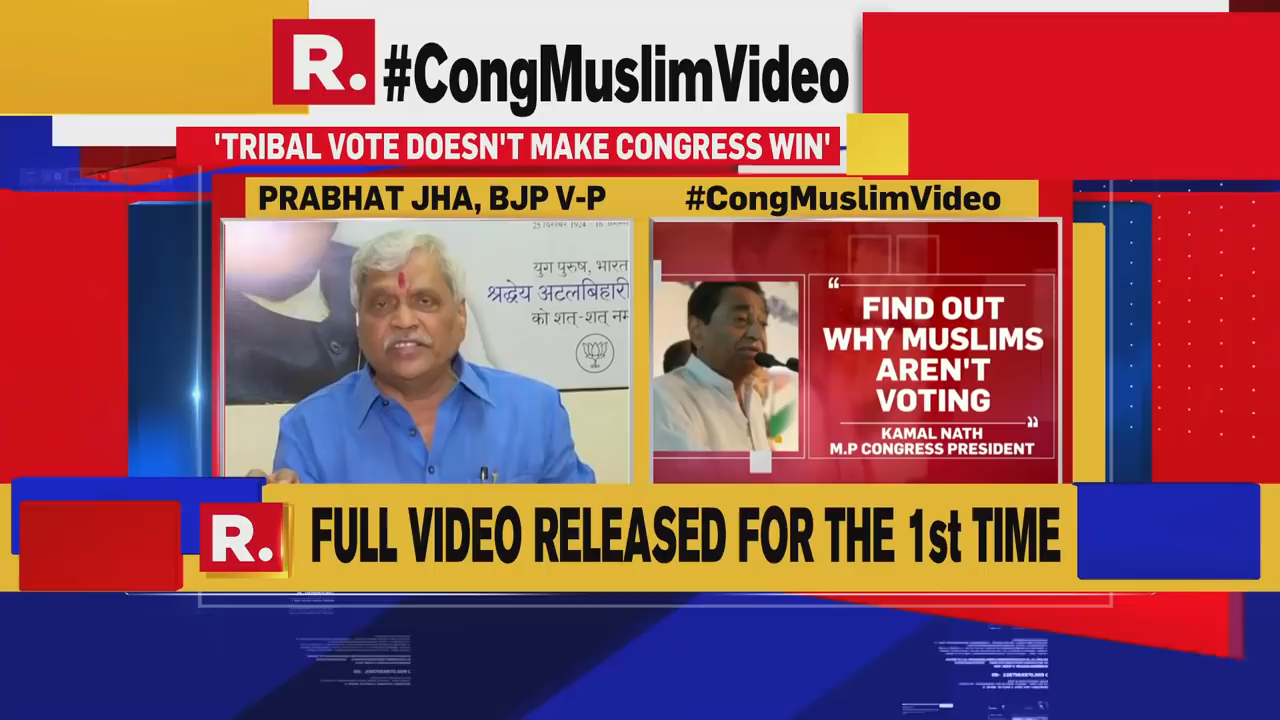 R. #CongMuslimVideo
'TRIBAL VOTE DOESN'T MAKE CONGRESS WIN'
PRABHAT JHA, BJP V-P
#CongMuslimVideo
युग पुरुष, भारत
श्रद्धेय अटलबिहारी
को शत्-शत् नम
“
FIND OUT
WHY MUSLIMS
AREN'T
VOTING
”
KAMAL NATH
M.P CONGRESS PRESIDENT
R. FULL VIDEO RELEASED FOR THE 1st TIME